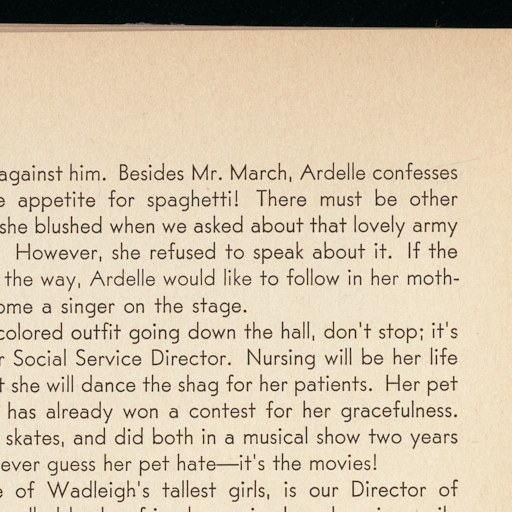 against him. Besides Mr. March, Ardelle confesses
appetite for spaghetti! There must be other
she blushed when we asked about that lovely army
However, she refused to speak about it. If the
the way, Ardelle would like to follow in her moth-
ome a singer on the stage.
colored outfit going down the hall, don't stop; it's
r Social Service Director. Nursing will be her life
t she will dance the shag for her patients. Her pet
has already won a contest for her gracefulness.
skates, and did both in a musical show two years
ever guess her pet hate—it's the movies!
e of Wadleigh's tallest girls, is our Director of